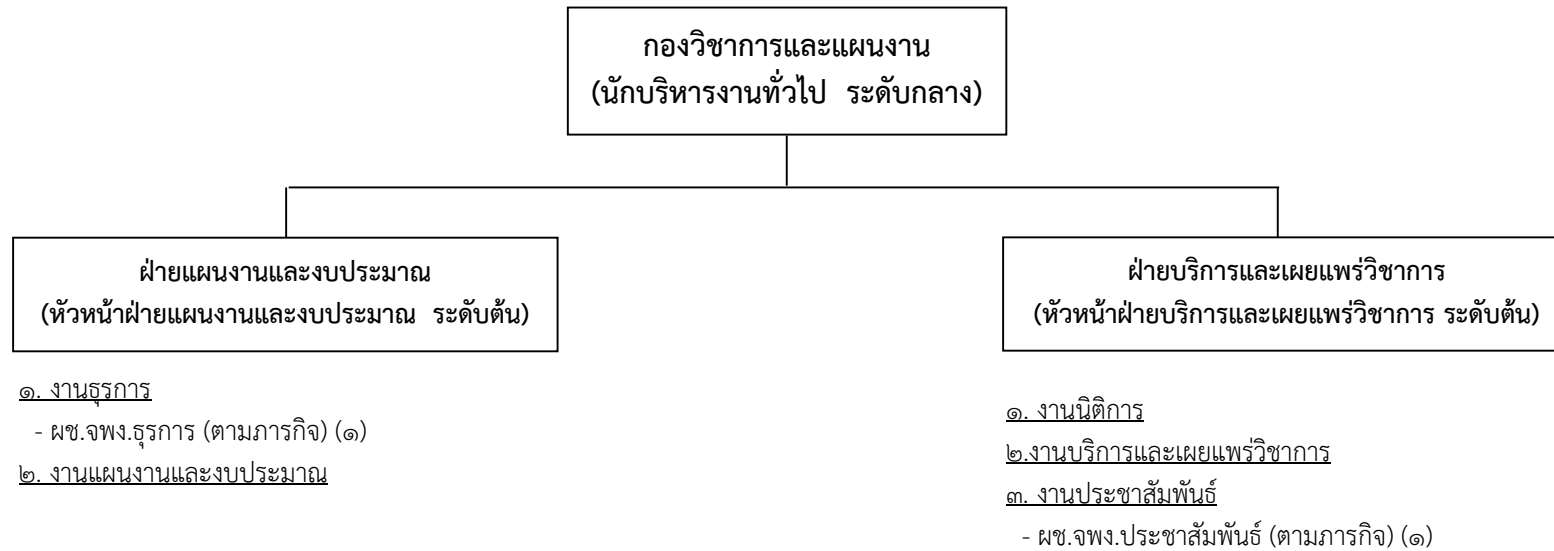 กองวิชาการและแผนงาน
(นักบริหารงานทั่วไป ระดับกลาง)
ฝ่ายแผนงานและงบประมาณ
(หัวหน้าฝ่ายแผนงานและงบประมาณ ระดับต้น)
๑. งานธุรการ
- ผช.จพง.ธุรการ (ตามภารกิจ) (๑)
๒. งานแผนงานและงบประมาณ
ฝ่ายบริการและเผยแพร่วิชาการ
(หัวหน้าฝ่ายบริการและเผยแพร่วิชาการ ระดับต้น)
๑. งานนิติการ
๒.งานบริการและเผยแพร่วิชาการ
๓. งานประชาสัมพันธ์
- ผช.จพง.ประชาสัมพันธ์ (ตามภารกิจ) (๑)